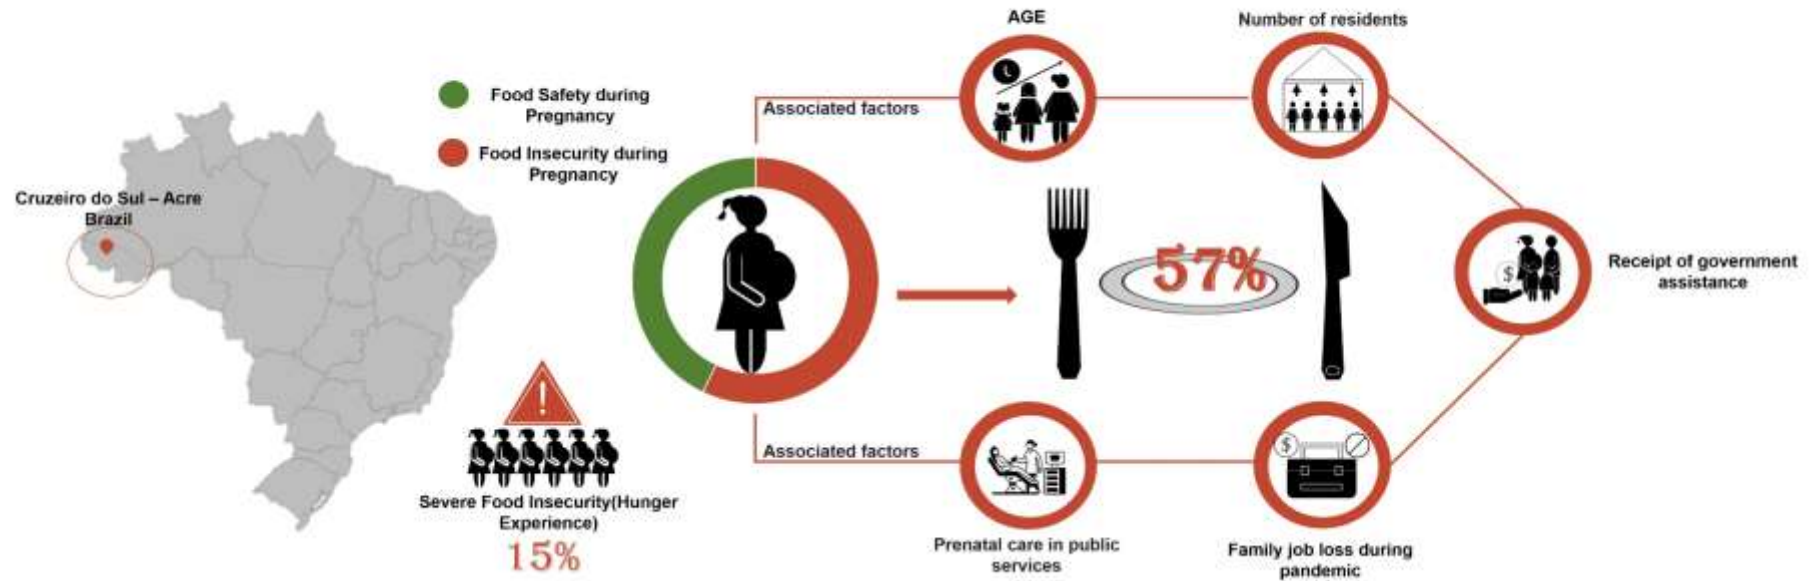 Cruzeiro do Sul – Acre
Brazil
Food Safety during
Pregnancy
Food Insecurity during
Pregnancy
Severe Food Insecurity(Hunger
Experience)
15%
Associated factors
AGE
Number of residents
57%
$
Receipt of government
assistance
Associated factors
Prenatal care in public
services
$
Family job loss during
pandemic